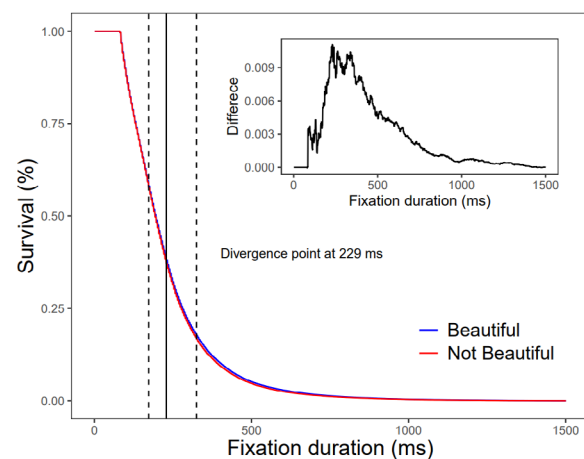 1.00
0.75
0.50
0.25
0.00
Survival (%)
0 500 1000 1500
Fixation duration (ms)
0.009
0.006
0.003
0.000
Differece
0 500 1000 1500
Fixation duration (ms)
Divergence point at 229 ms
Beautiful
Not Beautiful